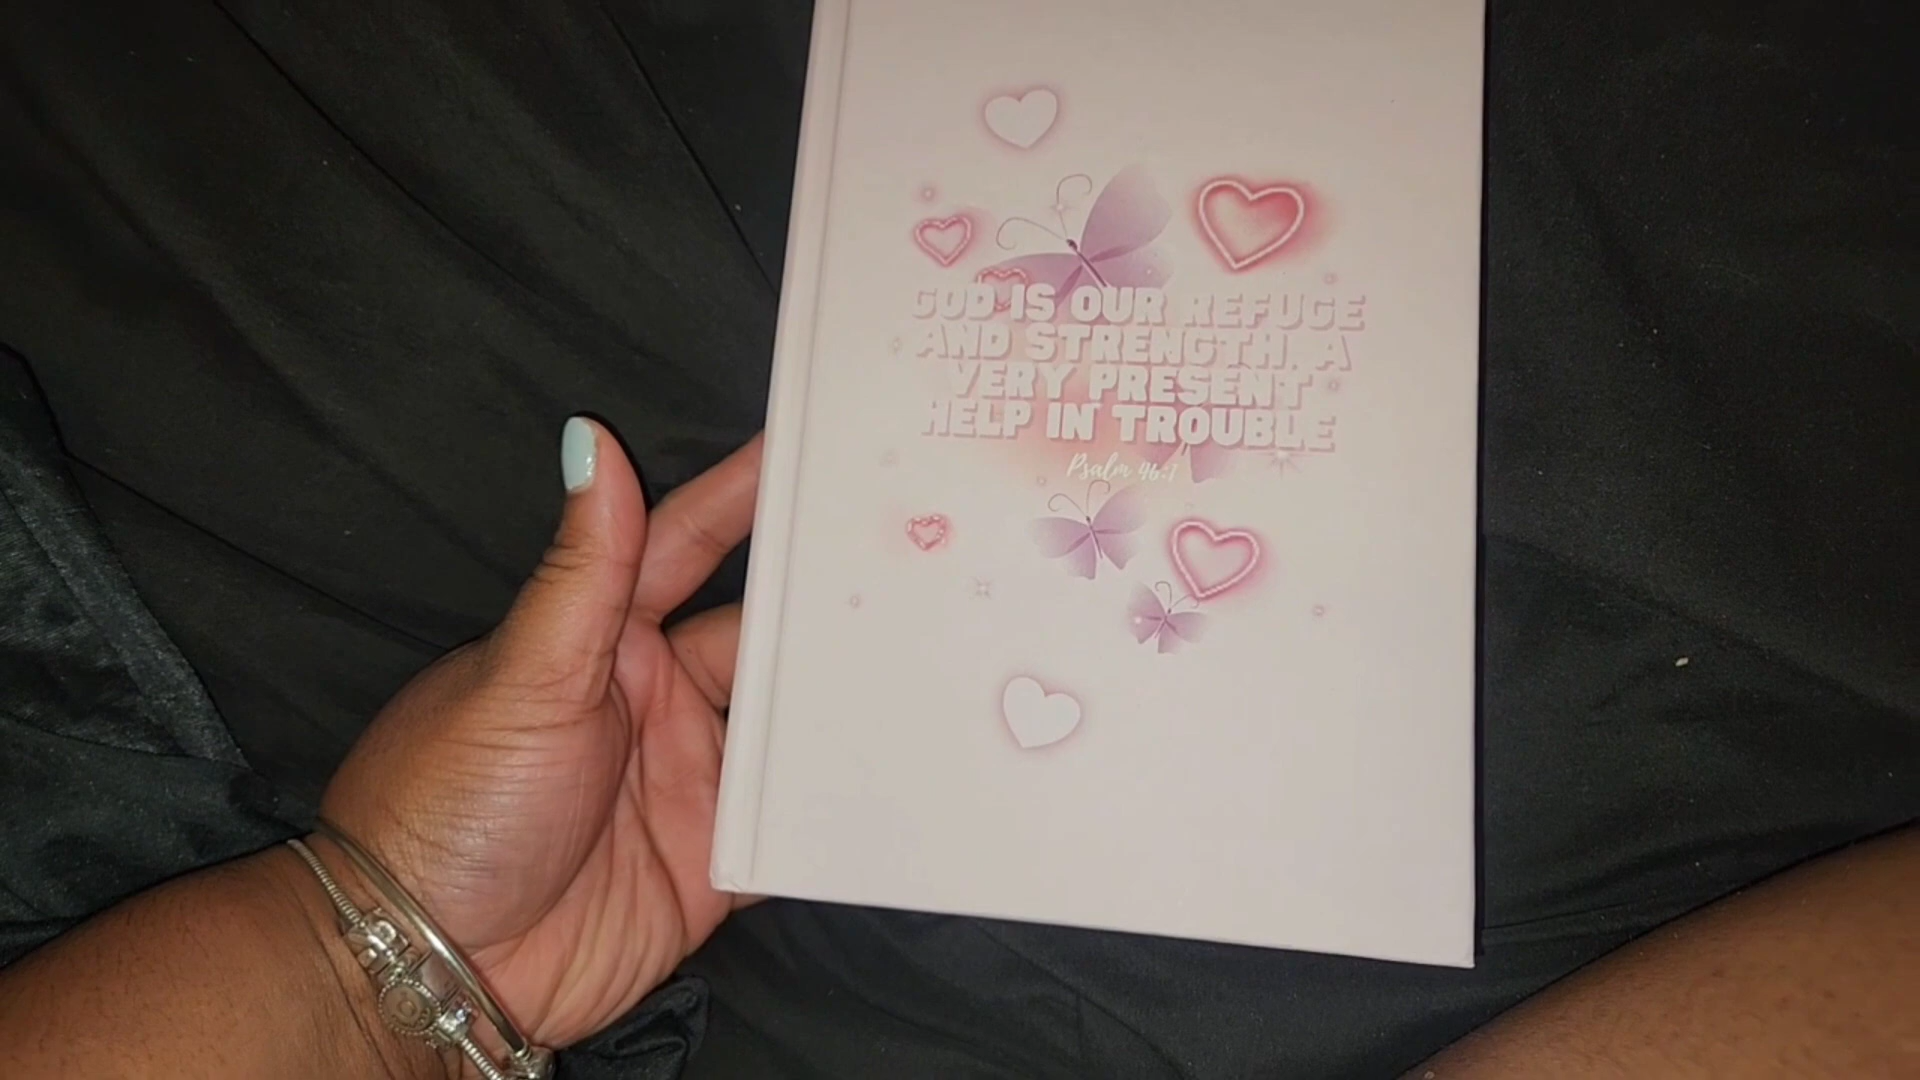 GOD IS OUR REFUGE
AND STRENGTH, A
VERY PRESENT
HELP IN TROUBLE
Psalm 46:1